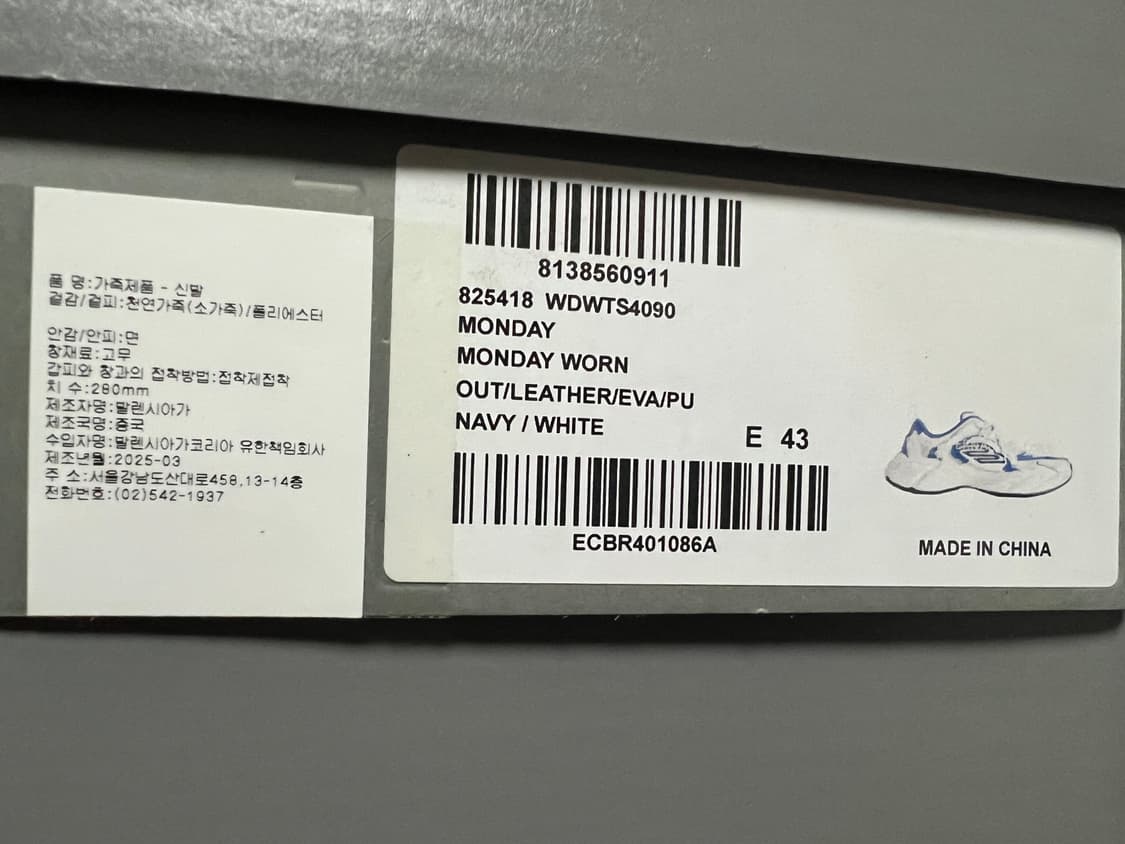 품 명:가죽제품 - 신발
겉감/겉피:천연가죽(소가죽)/폴리에스터
안감/안피:면
창재료:고무
갑피와 창과의 접착방법:접착제접착
치 수:280mm
제조자명:발렌시아가
제조국명:중국
수입자명:발렌시아가코리아 유한책임회사
제조년월:2025-03
주 소:서울강남도산대로458,13-14층
전화번호:(02)542-1937
8138560911
825418 WDWTS4090
MONDAY
MONDAY WORN
OUT/LEATHER/EVA/PU
NAVY / WHITE
E 43
ECBR401086A
MADE IN CHINA